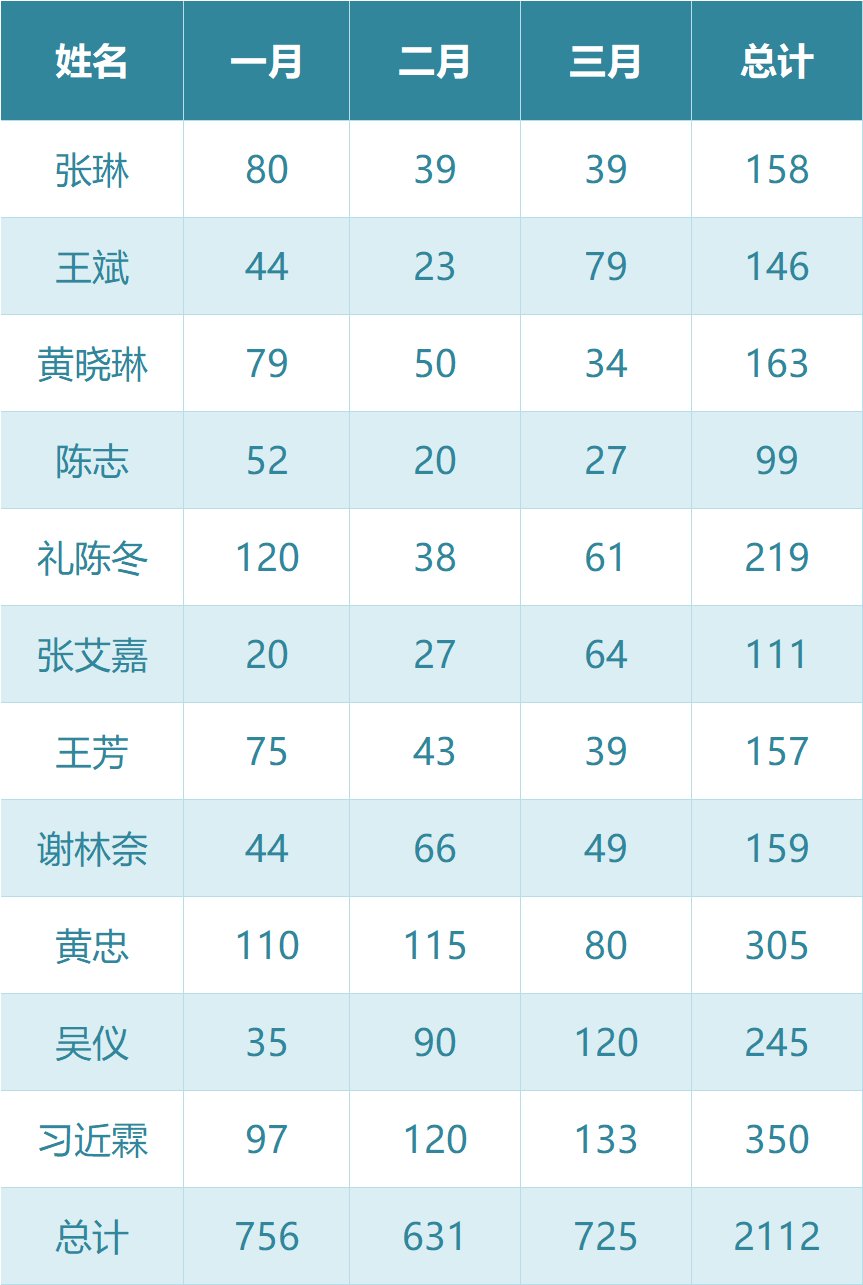 姓名 一月 二月 三月 总计
张琳 80 39 39 158
王斌 44 23 79 146
黄晓琳 79 50 34 163
陈志 52 20 27 99
礼陈冬 120 38 61 219
张艾嘉 20 27 64 111
王芳 75 43 39 157
谢林奈 44 66 49 159
黄忠 110 115 80 305
吴仪 35 90 120 245
习近霖 97 120 133 350
总计 756 631 725 2112